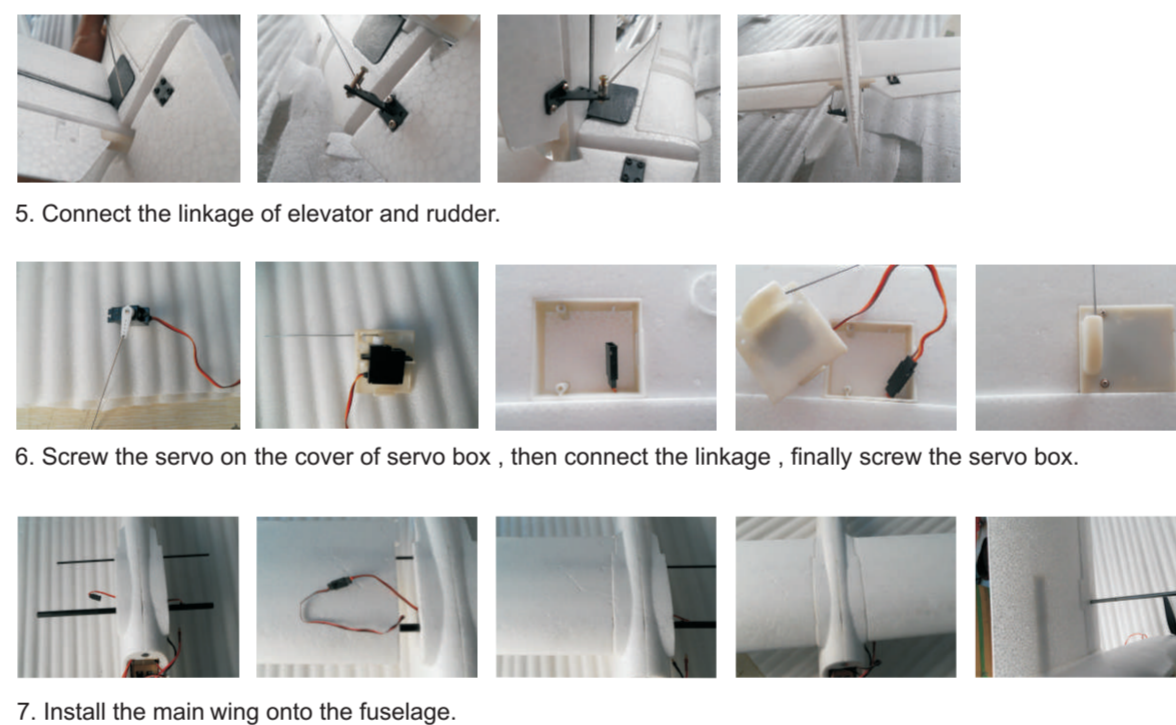 5. Connect the linkage of elevator and rudder.
6. Screw the servo on the cover of servo box , then connect the linkage , finally screw the servo box.
7. Install the main wing onto the fuselage.